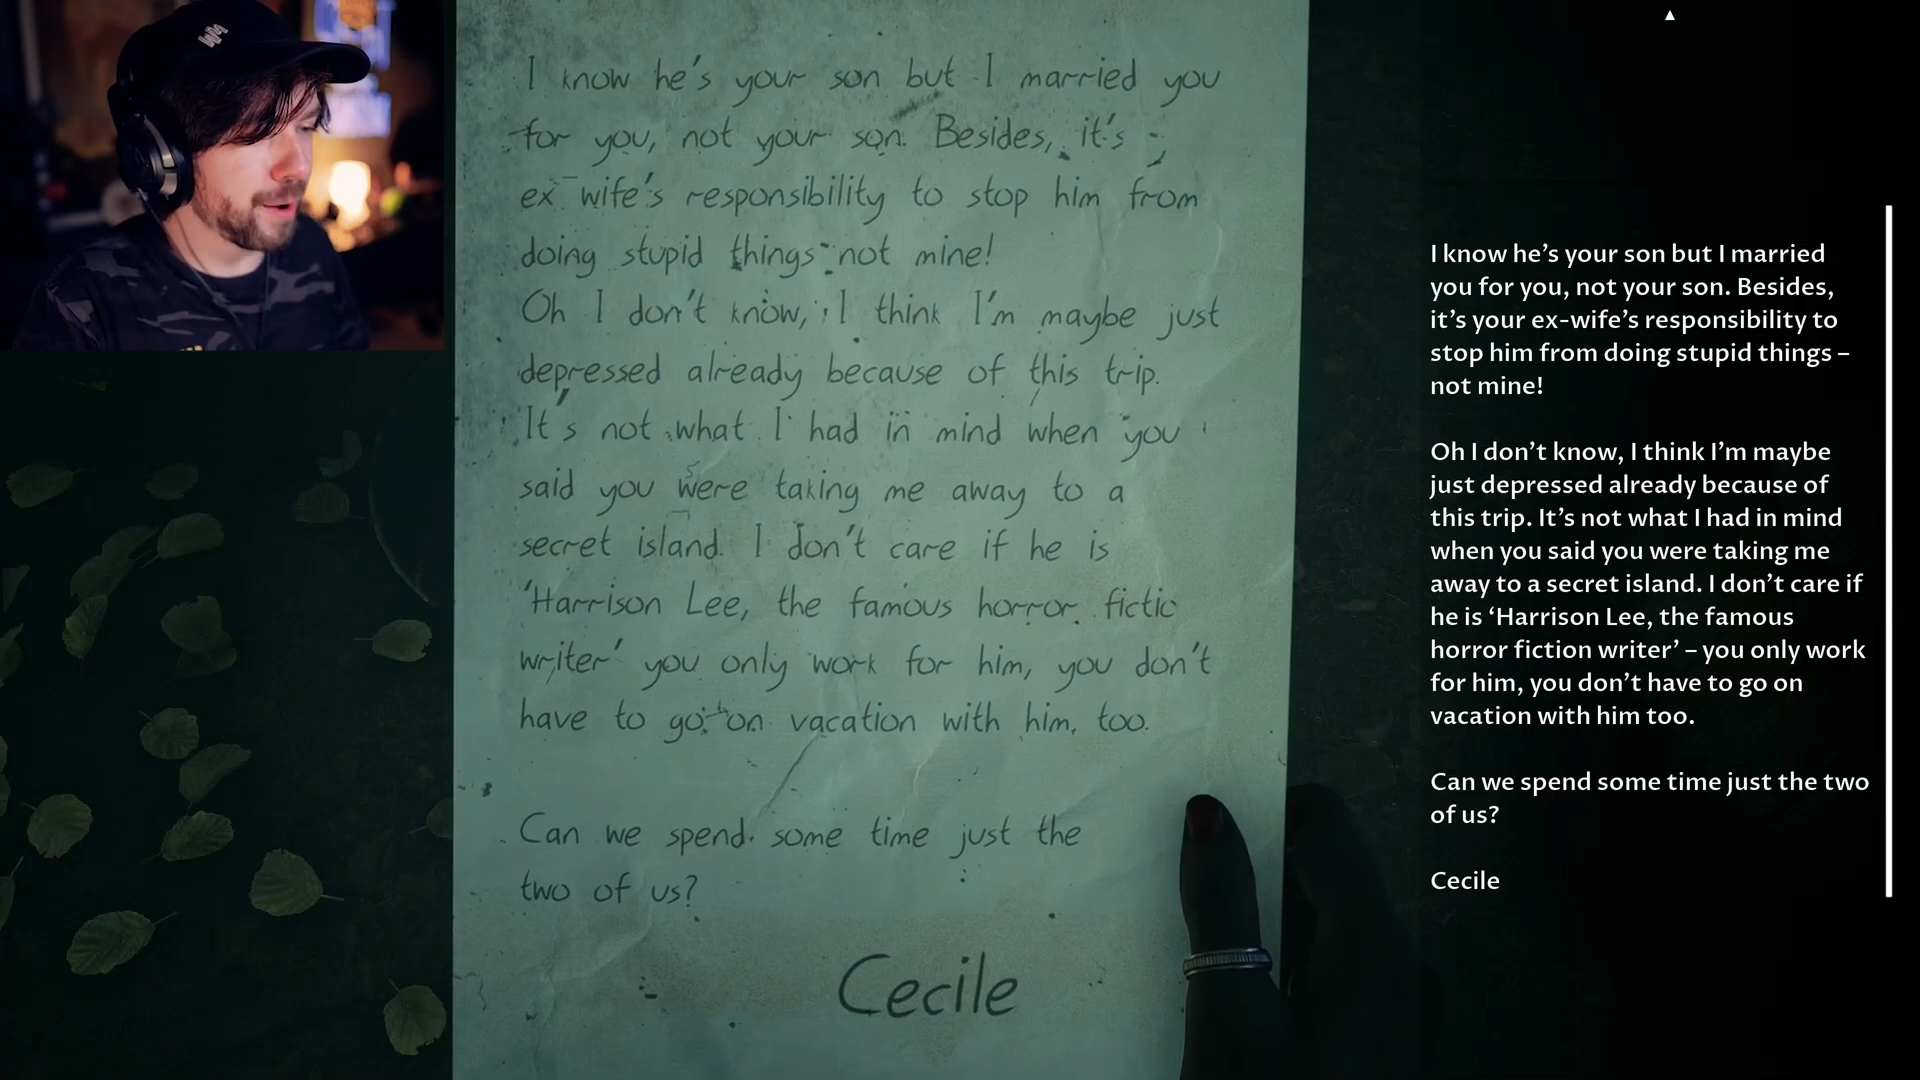 I know he's your son but I married you
for you, not your son. Besides, it's
ex-wife's responsibility to stop him from
doing stupid things - not mine!
Oh I don't know, I think I'm maybe just
depressed already because of this trip.
It's not what I had in mind when you
said you were taking me away to a
secret island. I don't care if he is
'Harrison Lee, the famous horror fictic
writer' you only work for him, you don't
have to go on vacation with him, too.
Can we spend some time just the
two of us?
Cecile
I know he's your son but I married
you for you, not your son. Besides,
it's your ex-wife's responsibility to
stop him from doing stupid things –
not mine!
Oh I don't know, I think I'm maybe
just depressed already because of
this trip. It's not what I had in mind
when you said you were taking me
away to a secret island. I don't care if
he is ‘Harrison Lee, the famous
horror fiction writer’ – you only work
for him, you don't have to go on
vacation with him too.
Can we spend some time just the two
of us?
Cecile